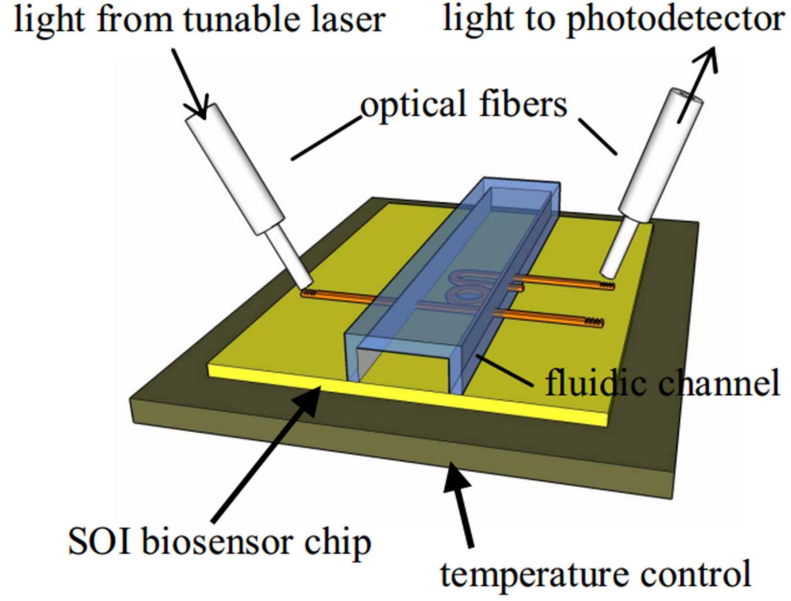 light from tunable laser
light to photodetector
optical fibers
fluidic channel
SOI biosensor chip
temperature control